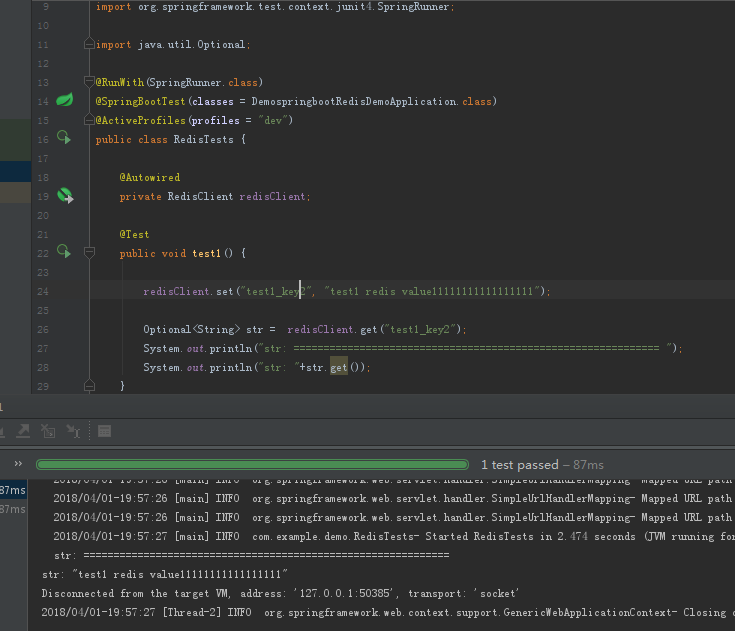 9 import org.springframework.test.context.junit4.SpringRunner;
10
11 import java.util.Optional;
12
13 @RunWith(SpringRunner.class)
14 @SpringBootTest(classes = DemospringbootRedisDemoApplication.class)
15 @ActiveProfiles(profiles = "dev")
16 public class RedisTests {
17
18 @Autowired
19 private RedisClient redisClient;
20
21 @Test
22 public void test1() {
23
24 redisClient.set("test1_key2", "test1 redis value11111111111111111");
25
26 Optional<String> str = redisClient.get("test1_key2");
27 System.out.println("str: ============================================================= ");
28 System.out.println("str: "+str.get());
29 }
1 test passed – 87ms
87ms 2018/04/01-19:57:26 [main] INFO org.springframework.web.servlet.handler.SimpleUrlHandlerMapping- Mapped URL path
2018/04/01-19:57:26 [main] INFO org.springframework.web.servlet.handler.SimpleUrlHandlerMapping- Mapped URL path
87ms 2018/04/01-19:57:26 [main] INFO org.springframework.web.servlet.handler.SimpleUrlHandlerMapping- Mapped URL path
2018/04/01-19:57:27 [main] INFO com.example.demo.RedisTests- Started RedisTests in 2.474 seconds (JVM running for
str: =============================================================
str: "test1 redis value11111111111111111"
Disconnected from the target VM, address: '127.0.0.1:50385', transport: 'socket'
2018/04/01-19:57:27 [Thread-2] INFO org.springframework.web.context.support.GenericWebApplicationContext- Closing